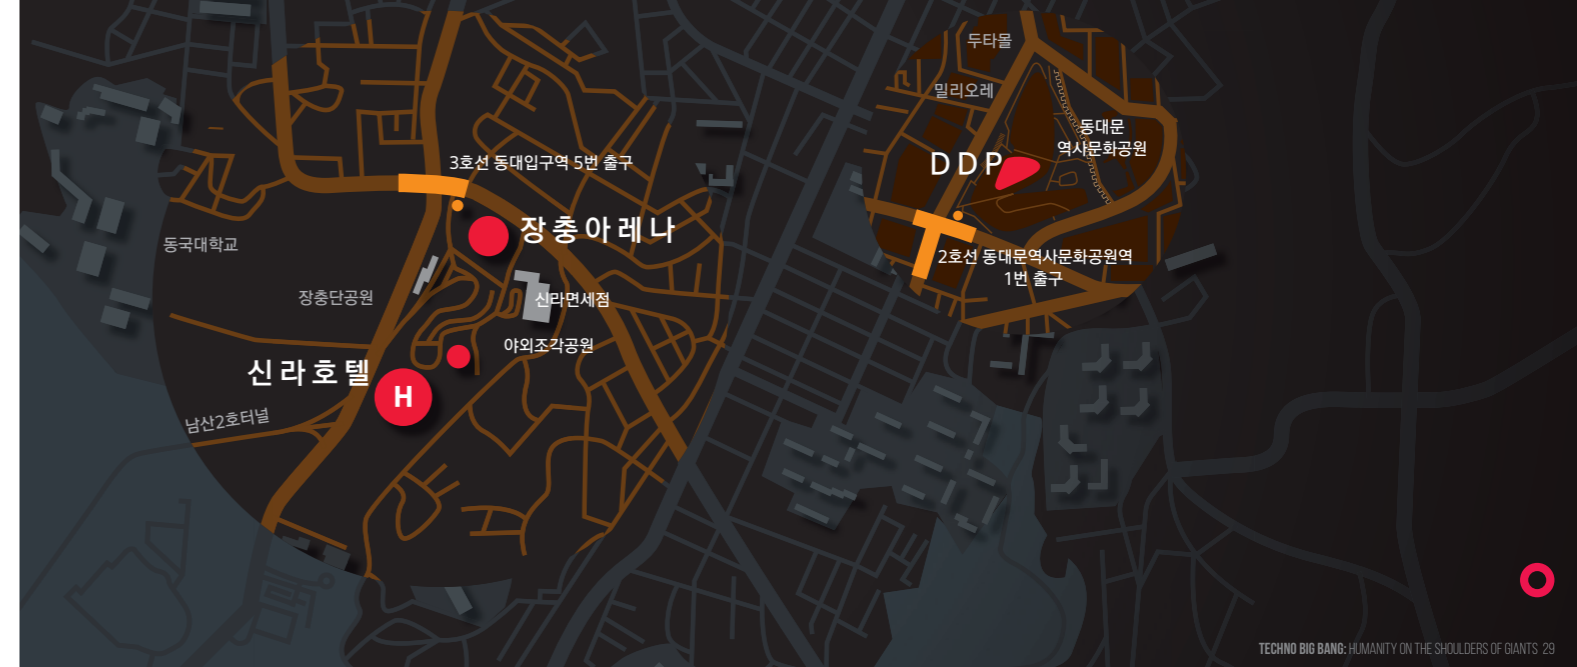 두타몰
밀리오레
동대문
역사문화공원
DDP
2호선 동대문역사문화공원역
1번 출구
3호선 동대입구역 5번 출구
장충아레나
동국대학교
장충단공원
신라면세점
야외조각공원
신라호텔
H
남산2호터널
TECHNO BIG BANG: HUMANITY ON THE SHOULDERS OF GIANTS 29